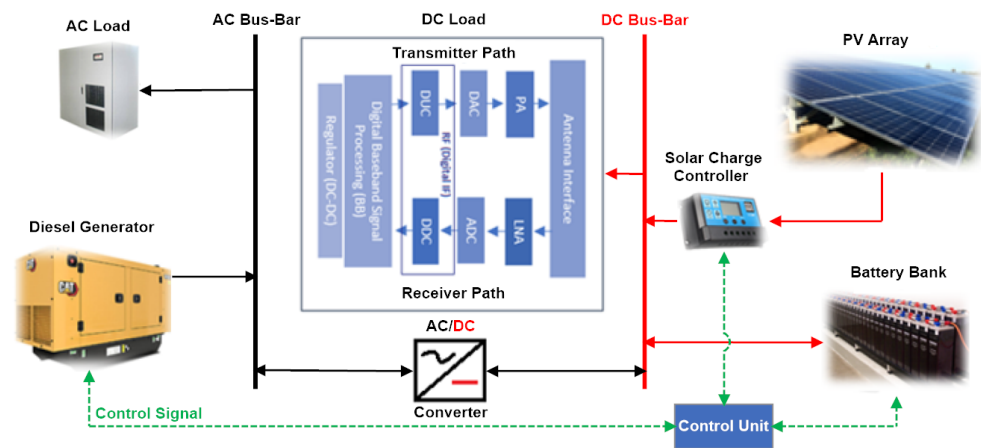 AC Load
AC Bus-Bar
DC Load
DC Bus-Bar
PV Array
Transmitter Path
Regulator (DC-DC)
Digital Baseband Signal
Processing (BB)
DUC
DAC
PA
RF (Digital IF)
Antenna Interface
DDC
ADC
LNA
Receiver Path
Solar Charge
Controller
Diesel Generator
Battery Bank
AC/DC
Converter
Control Signal
Control Unit